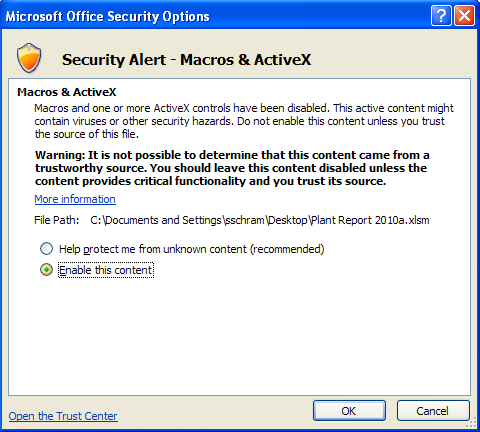 Microsoft Office Security Options
Security Alert - Macros & ActiveX
Macros & ActiveX
Macros and one or more ActiveX controls have been disabled. This active content might
contain viruses or other security hazards. Do not enable this content unless you trust
the source of this file.
Warning: It is not possible to determine that this content came from a
trustworthy source. You should leave this content disabled unless the
content provides critical functionality and you trust its source.
More information
File Path: C:\Documents and Settings\sschram\Desktop\Plant Report 2010a.xlsm
Help protect me from unknown content (recommended)
Enable this content
Open the Trust Center
OK
Cancel